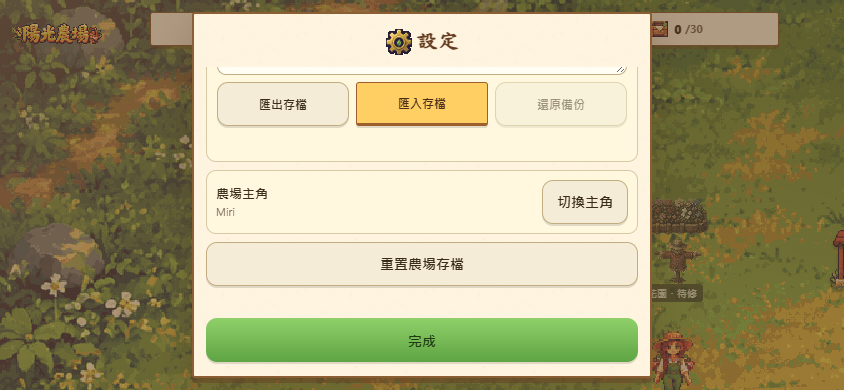 陽光農場
0 /30
設定
匯出存檔
匯入存檔
還原備份
農場主角
Miri
切換主角
重置農場存檔
待修
完成